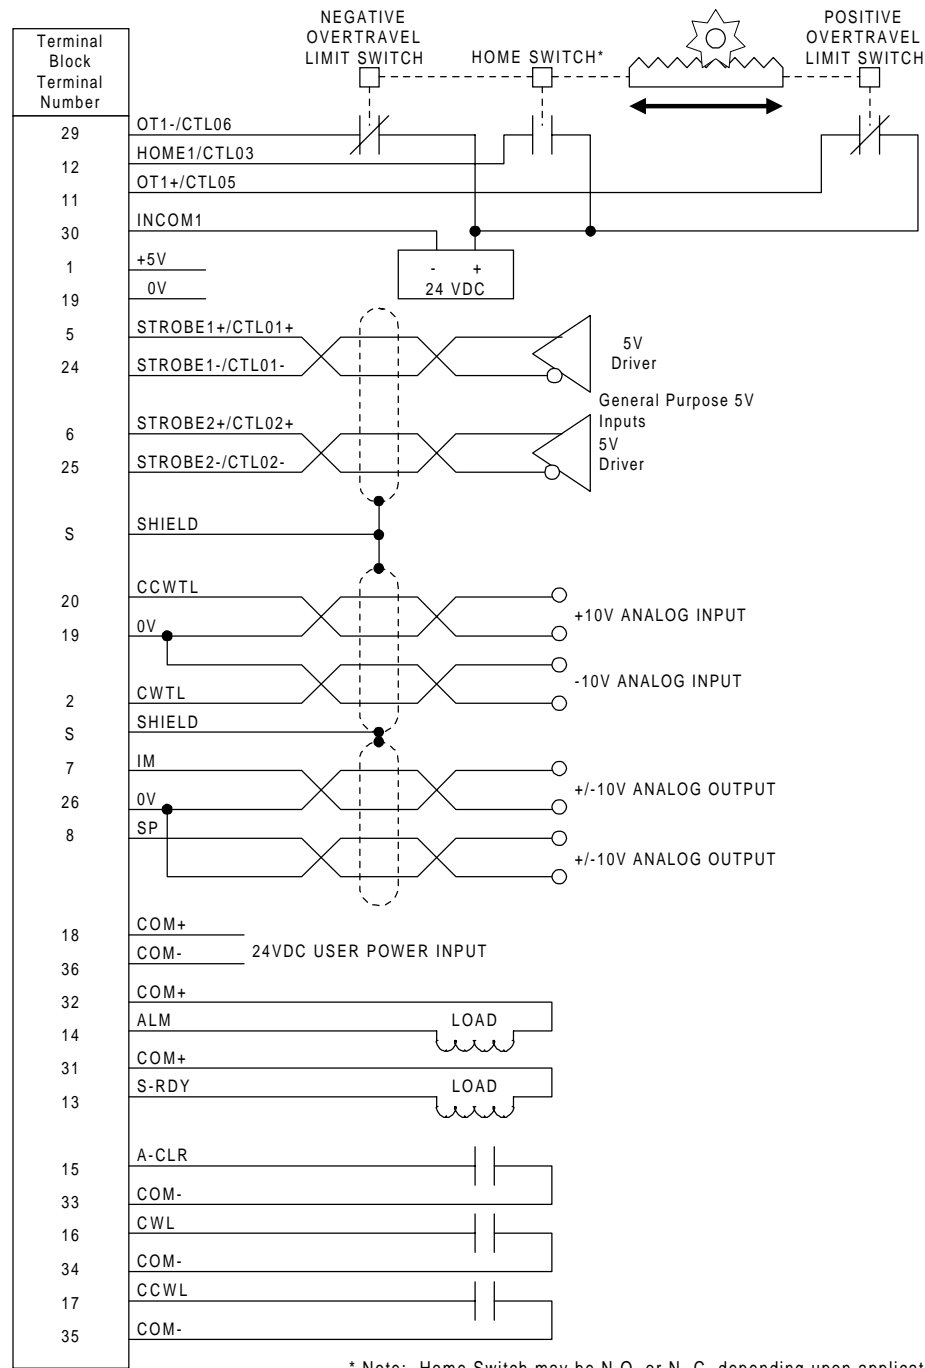 NEGATIVE
OVERTRAVEL
LIMIT SWITCH
HOME SWITCH*
POSITIVE
OVERTRAVEL
LIMIT SWITCH
Terminal
Block
Terminal
Number
29 OT1-/CTL06
12 HOME1/CTL03
11 OT1+/CTL05
30 INCOM1
1 +5V
19 0V
- +
24 VDC
5 STROBE1+/CTL01+
24 STROBE1-/CTL01-
5V
Driver
General Purpose 5V
Inputs
6 STROBE2+/CTL02+
25 STROBE2-/CTL02-
5V
Driver
S SHIELD
20 CCWTL
19 0V
+10V ANALOG INPUT
-10V ANALOG INPUT
2 CWTL
S SHIELD
7 IM
26 0V
+/-10V ANALOG OUTPUT
8 SP
+/-10V ANALOG OUTPUT
18 COM+
36 COM-
24VDC USER POWER INPUT
32 COM+
14 ALM LOAD
31 COM+
13 S-RDY LOAD
15 A-CLR
33 COM-
16 CWL
34 COM-
17 CCWL
35 COM-
* Note: Home Switch may be N.O. or N. C. depending upon